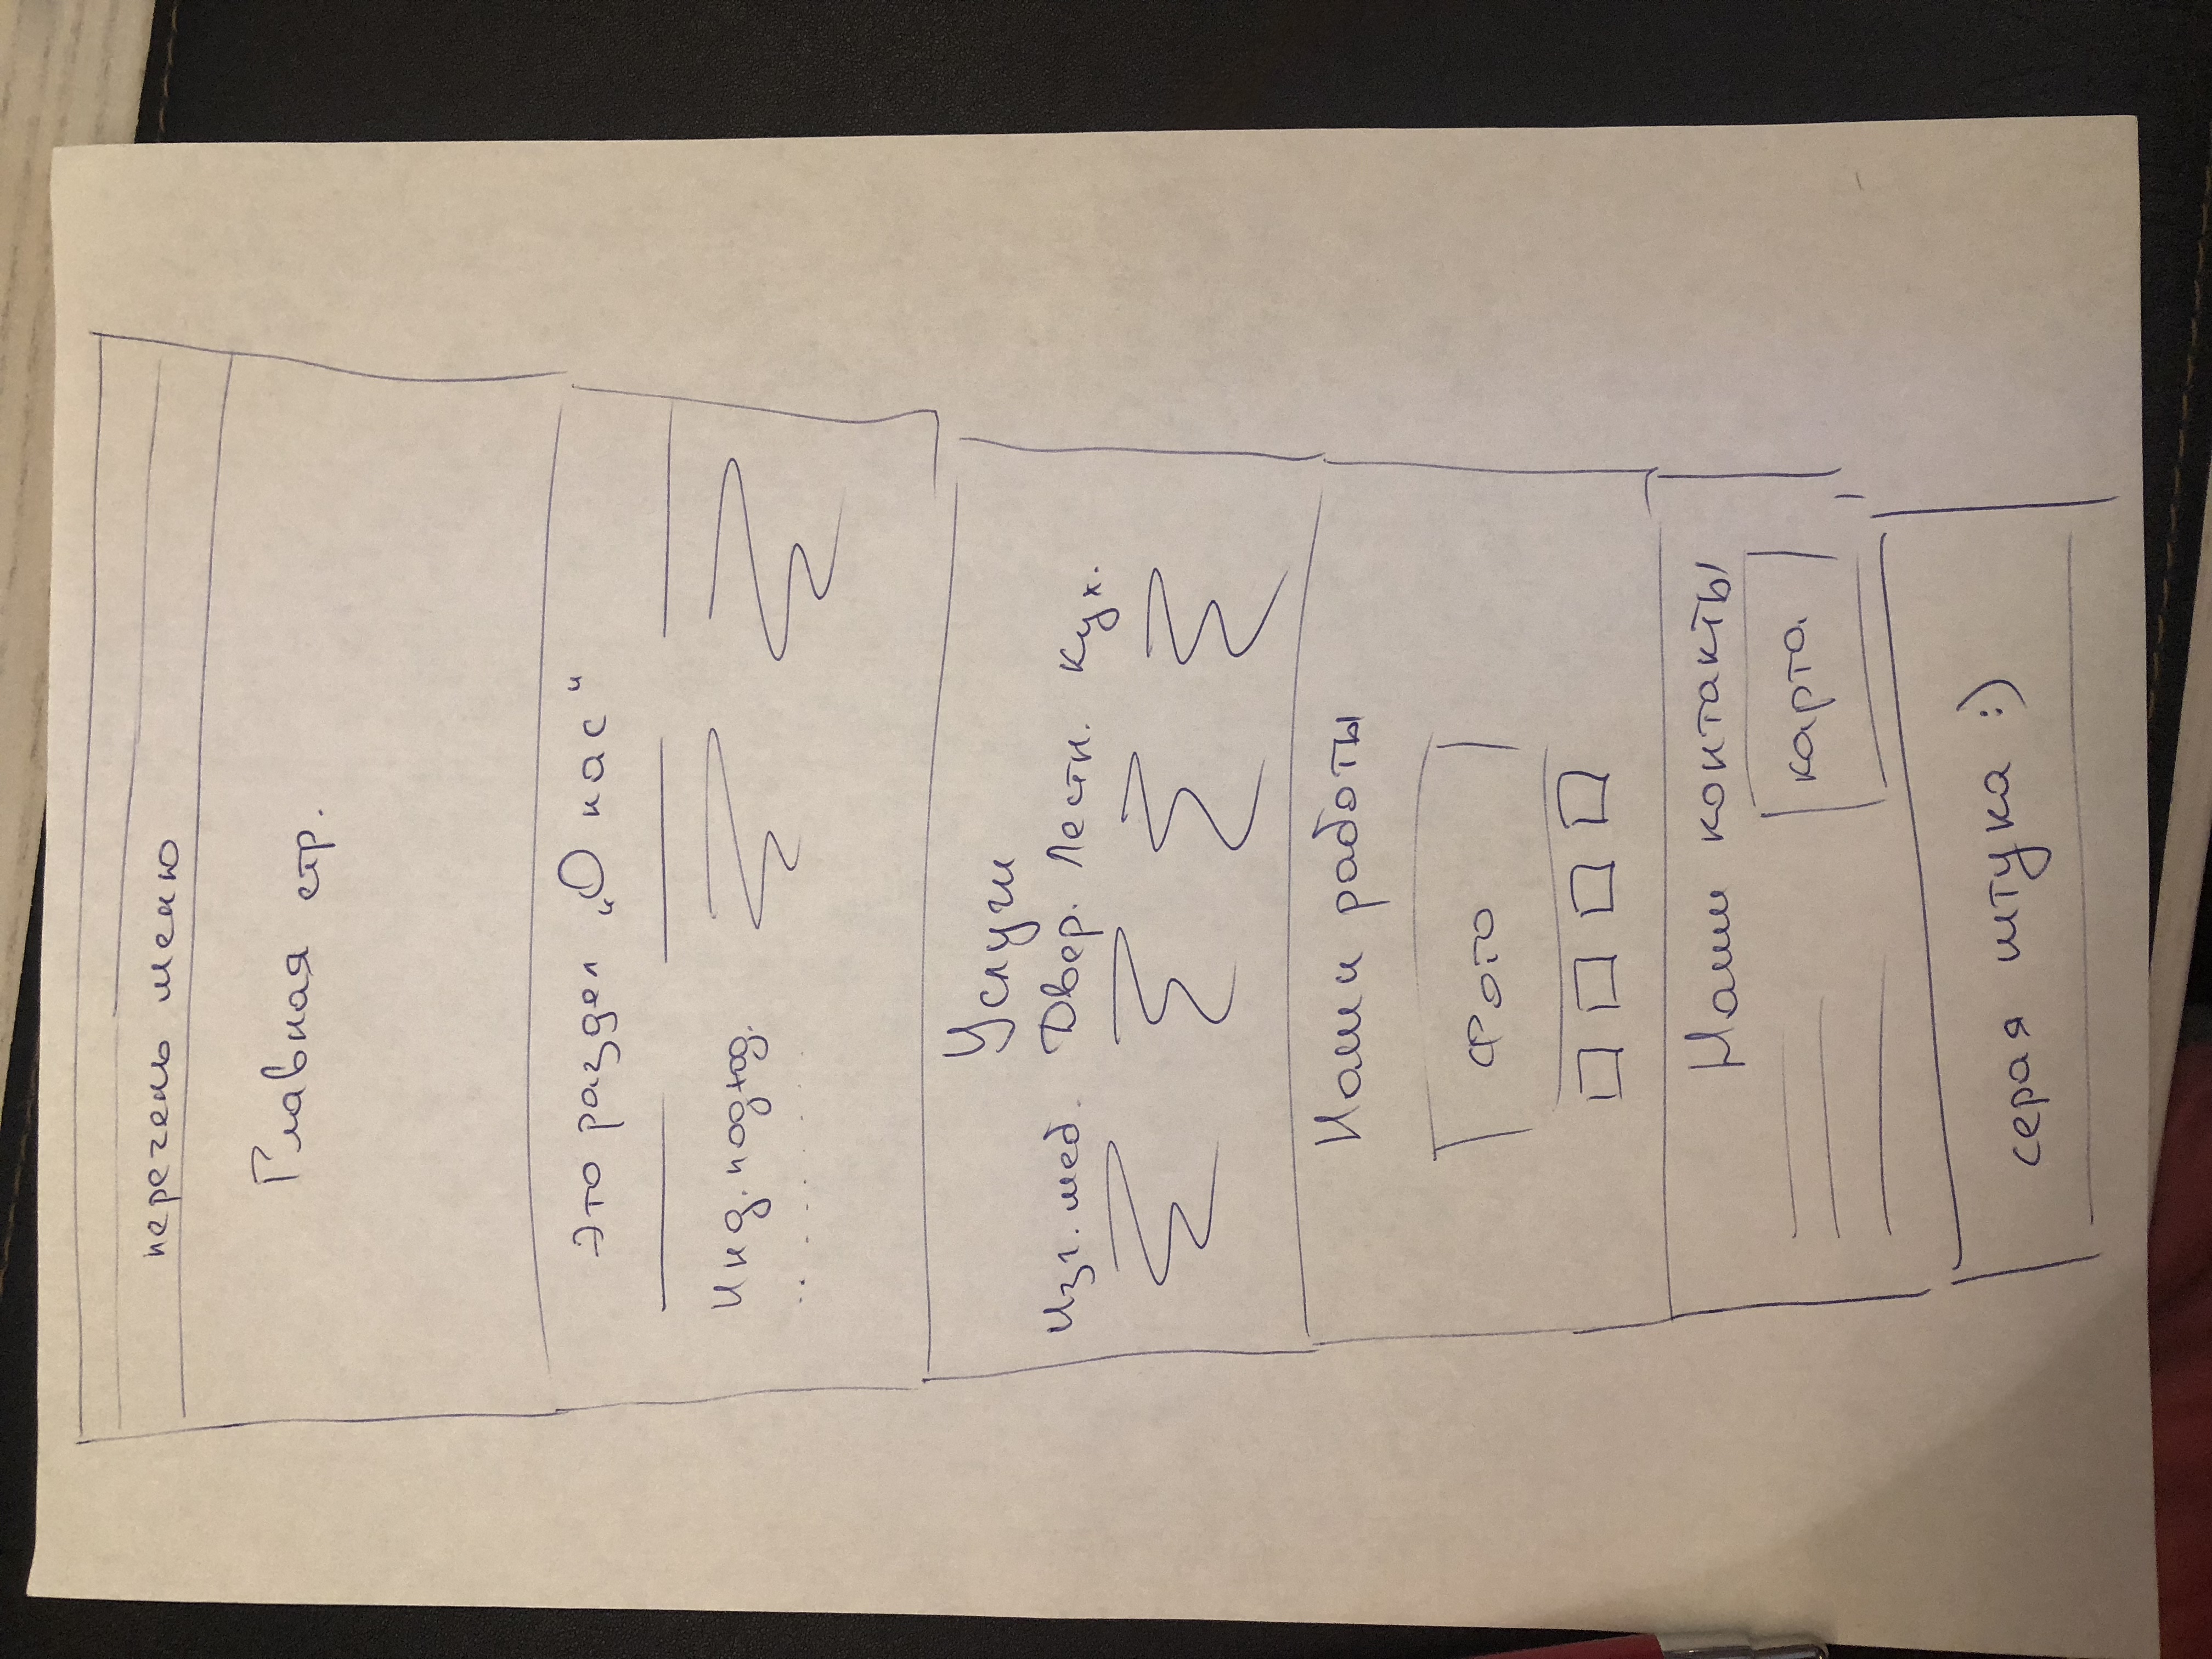 перечень меню
Главная стр.
это раздел „О нас“
Инд. подход.
Услуги
Изг. меб. Двер. Лестн. Кух.
Наши работы
Фото
Наши контакты
карта
серая штука :)